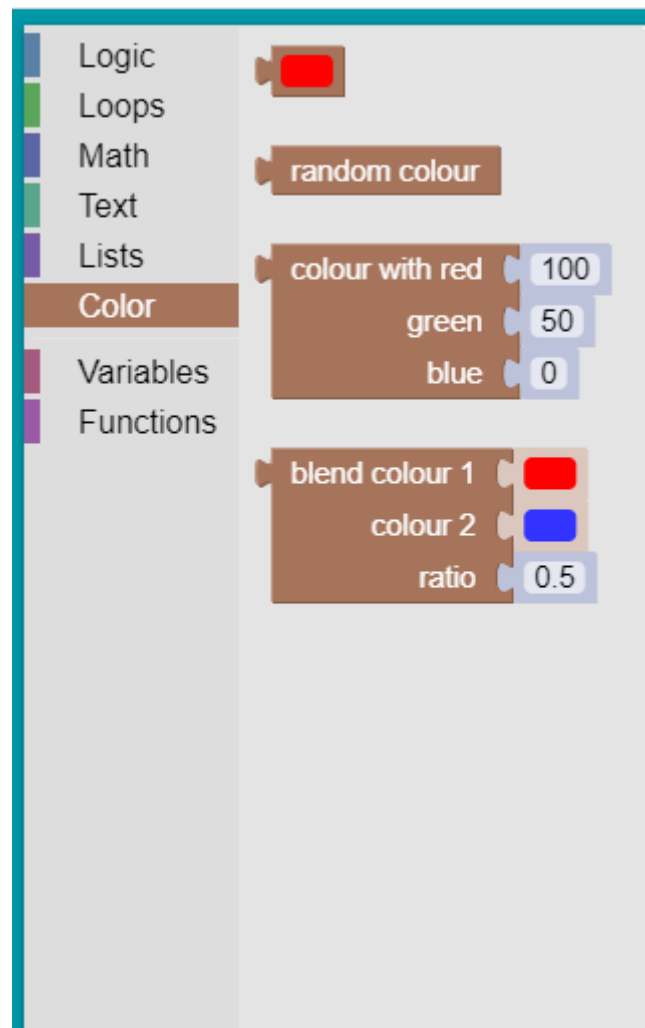 Logic
Loops
Math
Text
Lists
Color
Variables
Functions
random colour
colour with red 100
green 50
blue 0
blend colour 1
colour 2
ratio 0.5